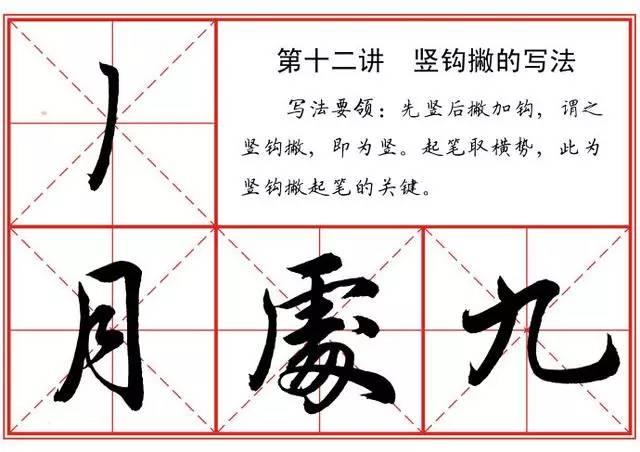 第十二讲 竖钩撇的写法
写法要领：先竖后撇加钩，谓之
竖钩撇，即为竖。起笔取横势，此为
竖钩撇起笔的关键。
月 處 九